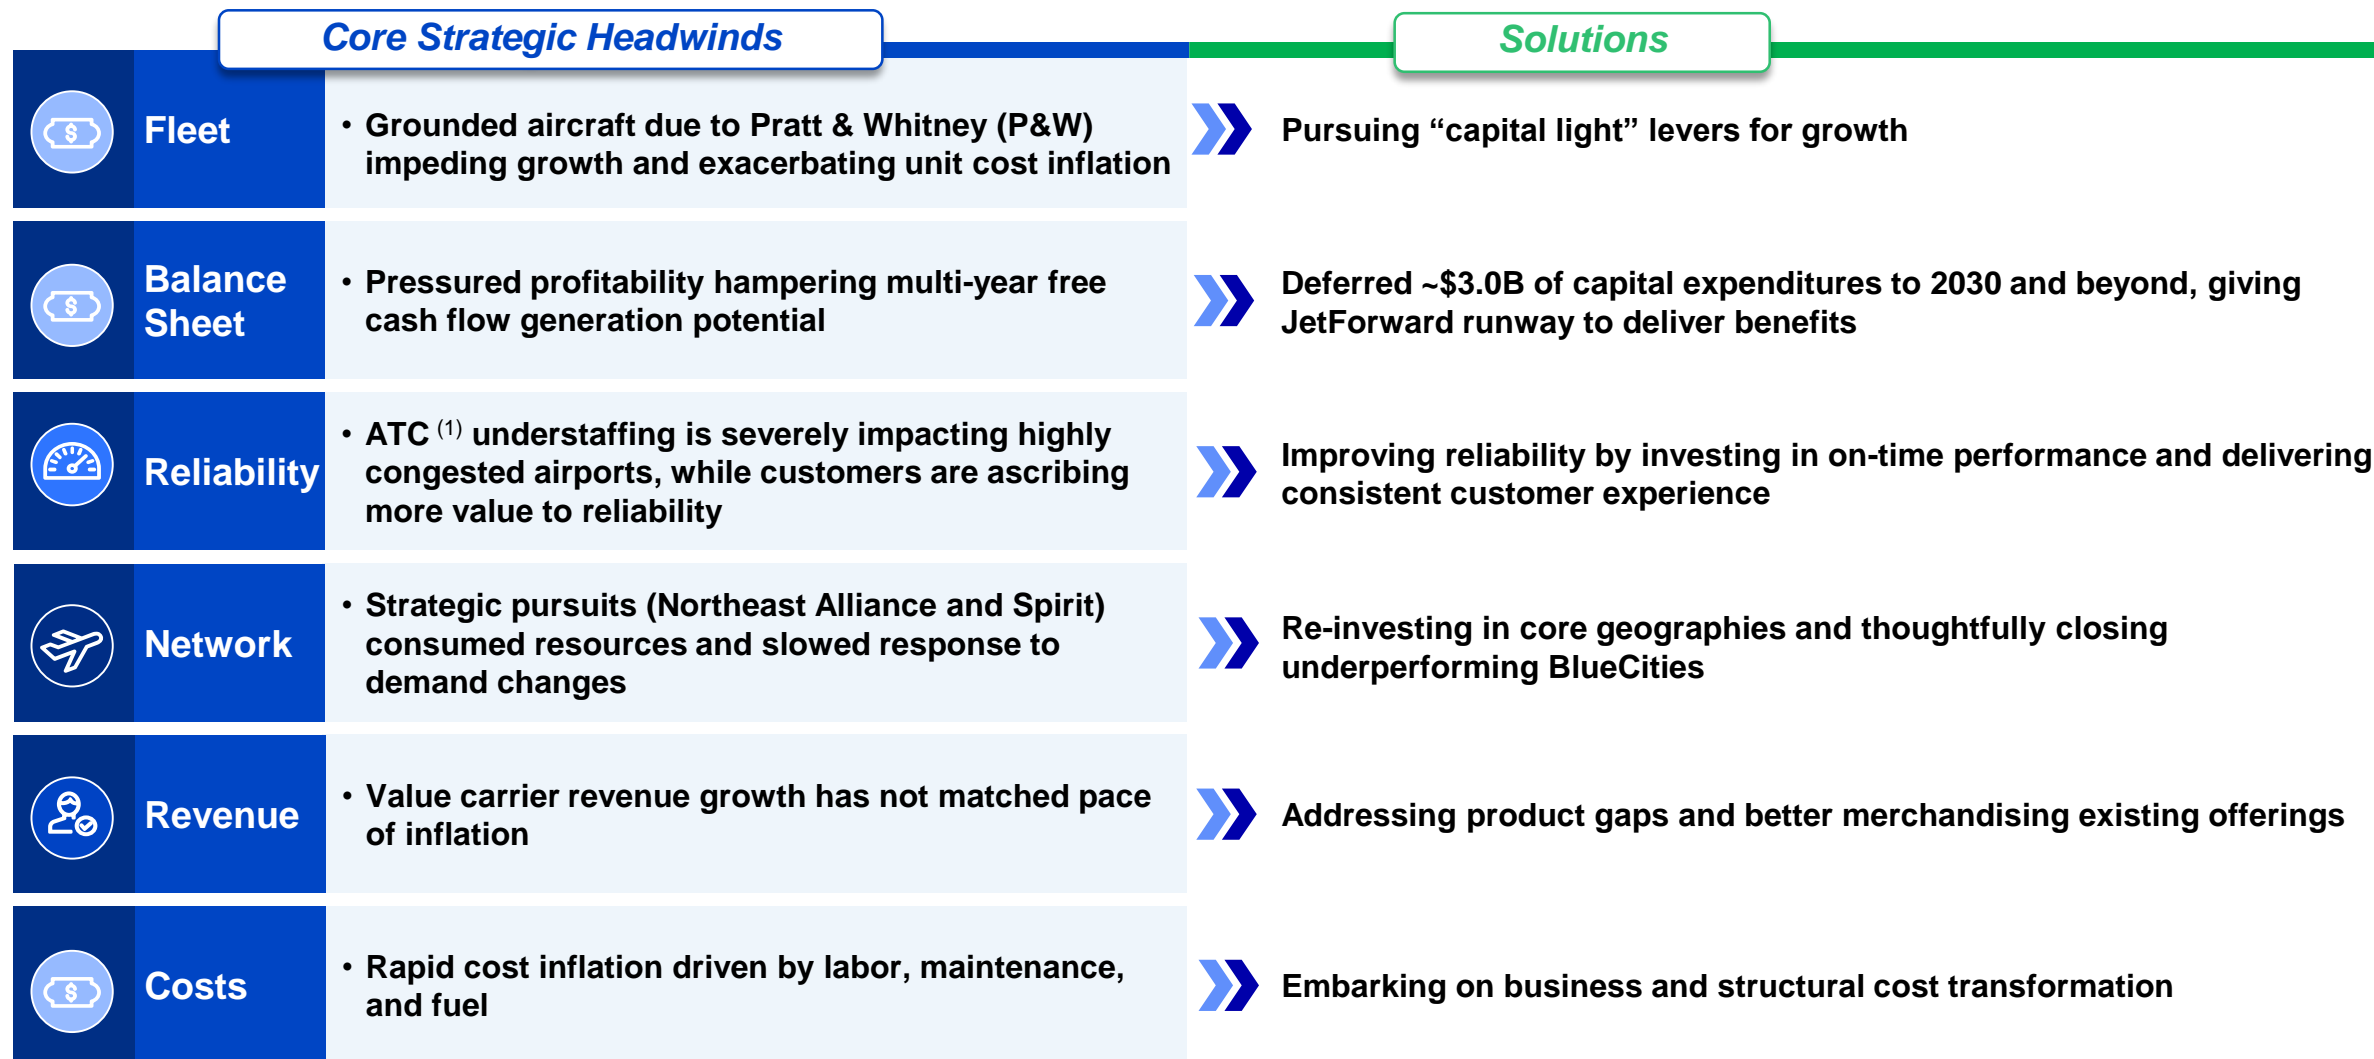 Core Strategic Headwinds
Solutions
Fleet
• Grounded aircraft due to Pratt & Whitney (P&W)
impeding growth and exacerbating unit cost inflation
Pursuing “capital light” levers for growth
Balance
Sheet
• Pressured profitability hampering multi-year free
cash flow generation potential
Deferred ~$3.0B of capital expenditures to 2030 and beyond, giving
JetForward runway to deliver benefits
Reliability
• ATC (1) understaffing is severely impacting highly
congested airports, while customers are ascribing
more value to reliability
Improving reliability by investing in on-time performance and delivering
consistent customer experience
Network
• Strategic pursuits (Northeast Alliance and Spirit)
consumed resources and slowed response to
demand changes
Re-investing in core geographies and thoughtfully closing
underperforming BlueCities
Revenue
• Value carrier revenue growth has not matched pace
of inflation
Addressing product gaps and better merchandising existing offerings
Costs
• Rapid cost inflation driven by labor, maintenance,
and fuel
Embarking on business and structural cost transformation